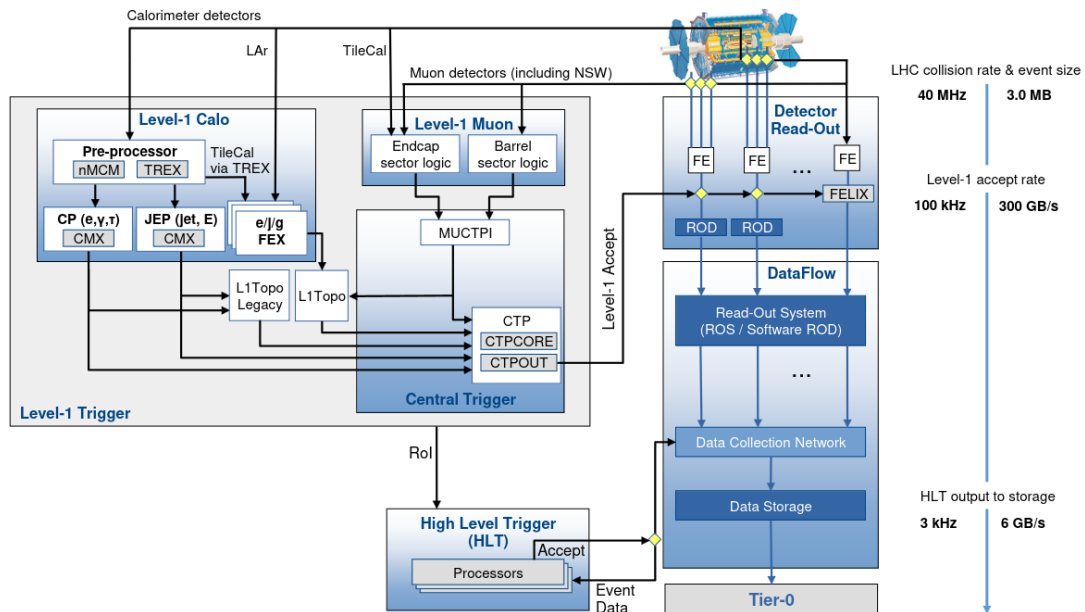 Calorimeter detectors
LAr
TileCal
Muon detectors (including NSW)
LHC collision rate & event size
40 MHz
3.0 MB
Level-1 Calo
Pre-processor
nMCM
TREX
TileCal
via TREX
CP (e,γ,τ)
CMX
JEP (jet, E)
CMX
e/j/g
FEX
Level-1 Muon
Endcap
sector logic
Barrel
sector logic
MUCTPI
L1Topo
Legacy
L1Topo
CTP
CTPCORE
CTPOUT
Central Trigger
Level-1 Trigger
Level-1 Accept
Detector
Read-Out
FE
FE
FE
...
FELIX
ROD
ROD
Level-1 accept rate
100 kHz
300 GB/s
DataFlow
Read-Out System
(ROS / Software ROD)
...
Data Collection Network
Data Storage
HLT output to storage
3 kHz
6 GB/s
RoI
High Level Trigger
(HLT)
Accept
Processors
Event
Data
Tier-0